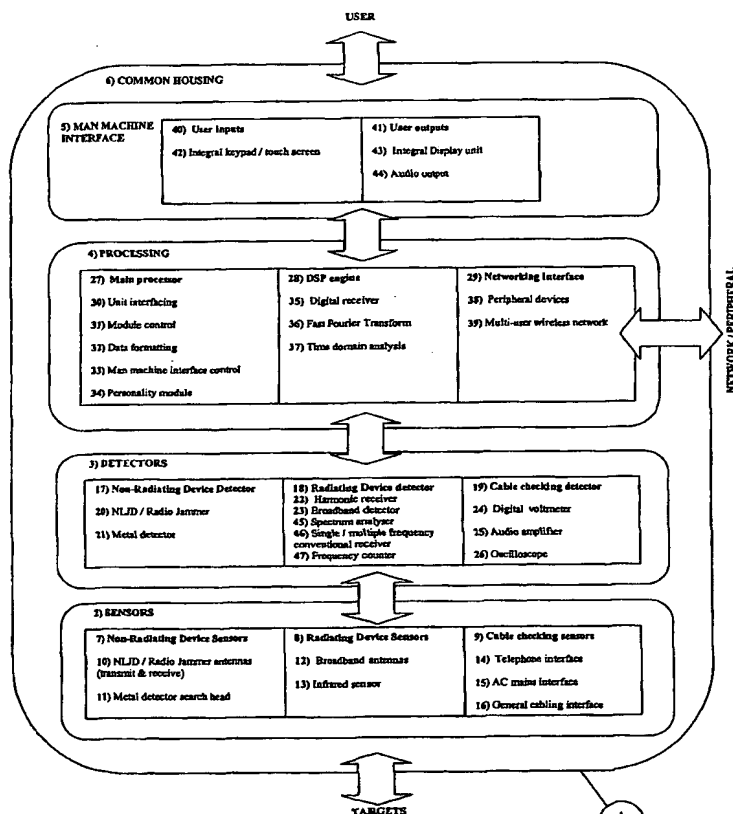 USER
6) COMMON HOUSING
5) MAN MACHINE
INTERFACE
40) User inputs
42) Integral keypad / touch screen
41) User outputs
43) Integral Display unit
44) Audio output
4) PROCESSING
27) Main processor
30) Unit interfacing
31) Module control
32) Data formatting
33) Man machine interface control
34) Personality module
28) DSP engine
35) Digital receiver
36) Fast Fourier Transform
37) Time domain analysis
29) Networking interface
38) Peripheral devices
39) Multi-user wireless network
NETWORK / PERIPHERAL
3) DETECTORS
17) Non-Radiating Device Detector
20) NLJD / Radio Jammer
21) Metal detector
18) Radiating Device detector
22) Harmonic receiver
23) Broadband detector
45) Spectrum analyser
46) Single / multiple frequency
conventional receiver
47) Frequency counter
19) Cable checking detector
24) Digital voltmeter
25) Audio amplifier
26) Oscilloscope
2) SENSORS
7) Non-Radiating Device Sensors
10) NLJD / Radio Jammer antennas
(transmit & receive)
11) Metal detector search head
8) Radiating Device Sensors
12) Broadband antennas
13) Infrared sensor
9) Cable checking sensors
14) Telephone interface
15) AC mains interface
16) General cabling interface
TARGETS